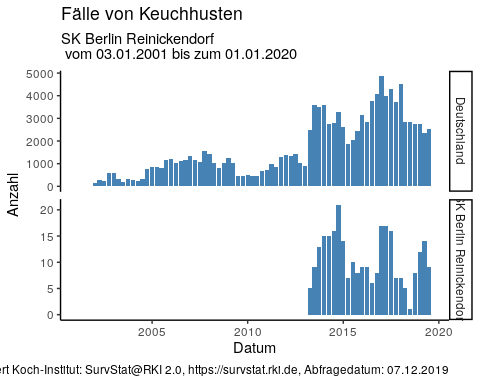 Fälle von Keuchhusten
SK Berlin Reinickendorf
vom 03.01.2001 bis zum 01.01.2020
Anzahl
5000
4000
3000
2000
1000
0
Deutschland
20
15
10
5
0
SK Berlin Reinickendorf
2005
2010
2015
2020
Datum
ert Koch-Institut: SurvStat@RKI 2.0, https://survstat.rki.de, Abfragedatum: 07.12.2019